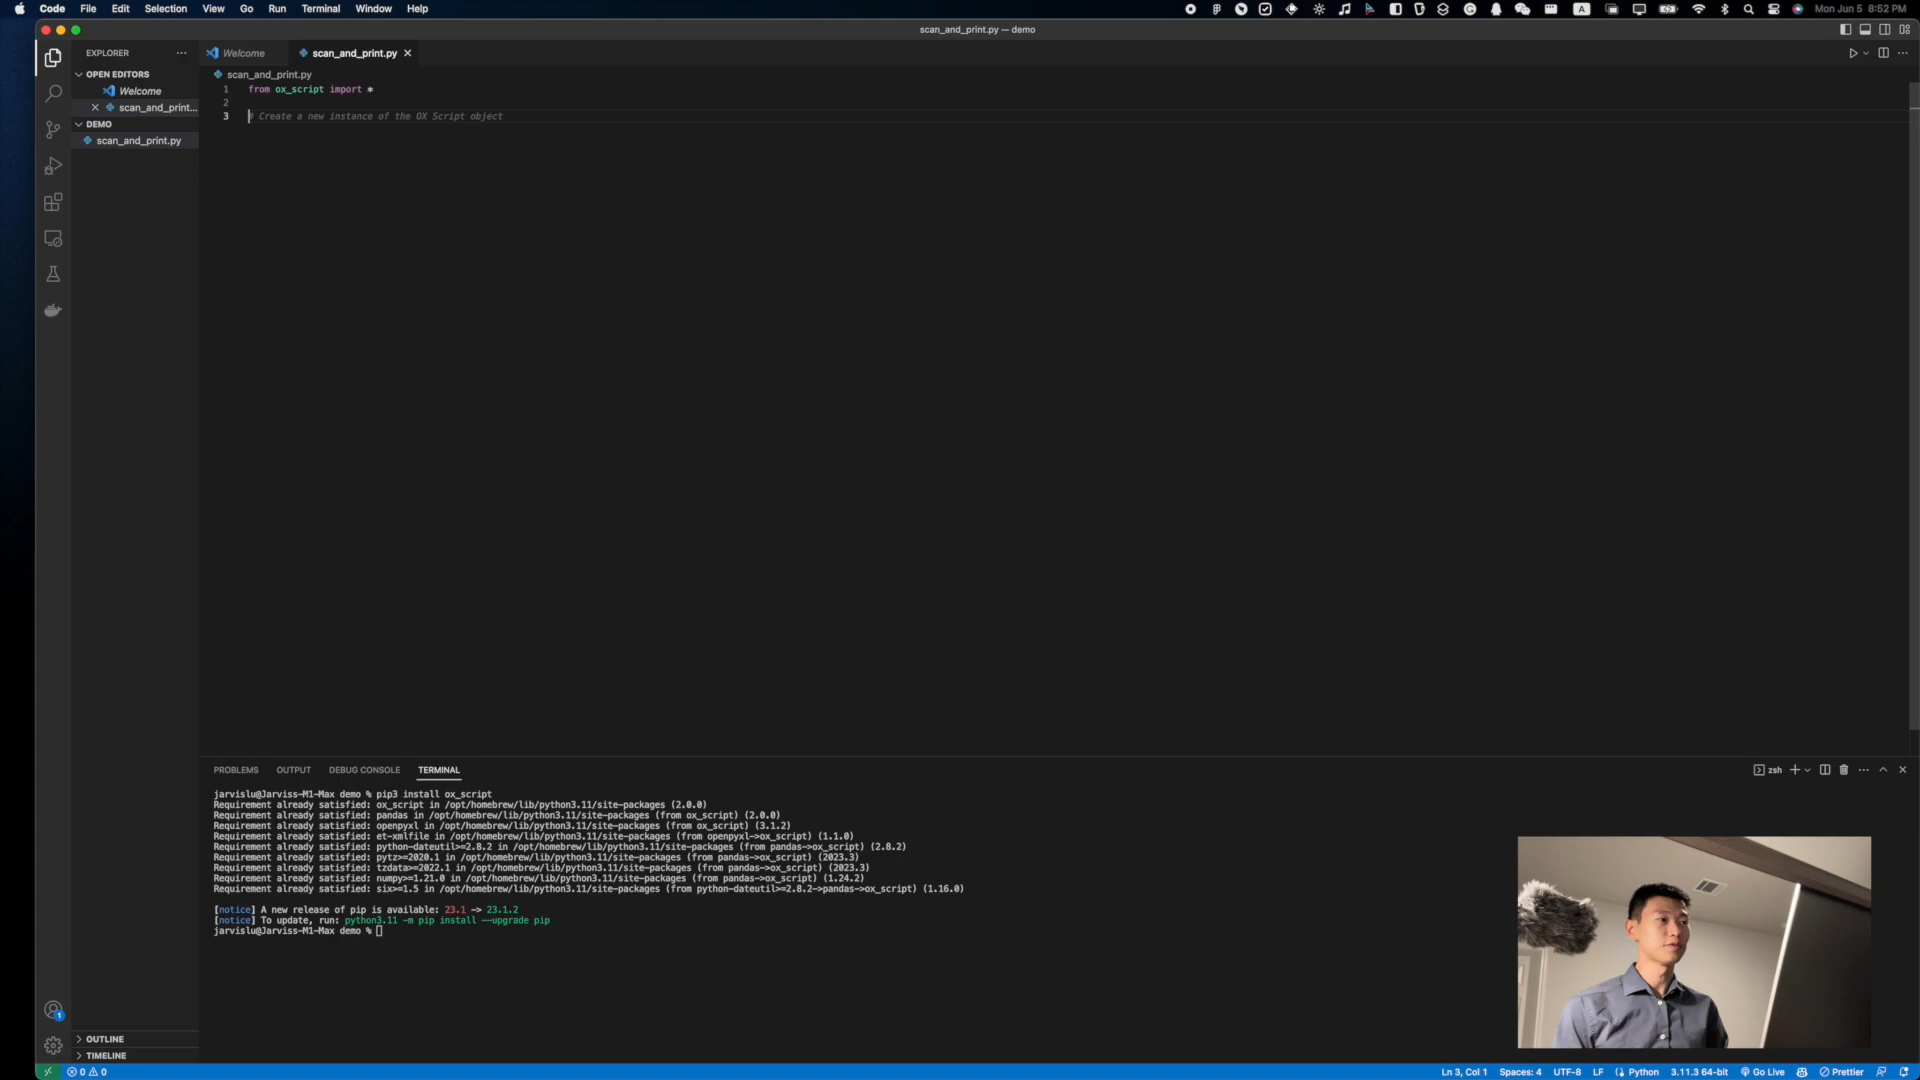 Code File Edit Selection View Go Run Terminal Window Help
A
Mon Jun 5 8:52 PM
scan_and_print.py — demo
EXPLORER
Welcome
scan_and_print.py
OPEN EDITORS
Welcome
scan_and_print...
DEMO
scan_and_print.py
scan_and_print.py
1 from ox_script import *
2
3 # Create a new instance of the OX Script object
PROBLEMS OUTPUT DEBUG CONSOLE TERMINAL
zsh
jarvislu@Jarviss-M1-Max demo % pip3 install ox_script
Requirement already satisfied: ox_script in /opt/homebrew/lib/python3.11/site-packages (2.0.0)
Requirement already satisfied: pandas in /opt/homebrew/lib/python3.11/site-packages (from ox_script) (2.0.0)
Requirement already satisfied: openpyxl in /opt/homebrew/lib/python3.11/site-packages (from ox_script) (3.1.2)
Requirement already satisfied: et-xmlfile in /opt/homebrew/lib/python3.11/site-packages (from openpyxl->ox_script) (1.1.0)
Requirement already satisfied: python-dateutil>=2.8.2 in /opt/homebrew/lib/python3.11/site-packages (from pandas->ox_script) (2.8.2)
Requirement already satisfied: pytz>=2020.1 in /opt/homebrew/lib/python3.11/site-packages (from pandas->ox_script) (2023.3)
Requirement already satisfied: tzdata>=2022.1 in /opt/homebrew/lib/python3.11/site-packages (from pandas->ox_script) (2023.3)
Requirement already satisfied: numpy>=1.21.0 in /opt/homebrew/lib/python3.11/site-packages (from pandas->ox_script) (1.24.2)
Requirement already satisfied: six>=1.5 in /opt/homebrew/lib/python3.11/site-packages (from python-dateutil>=2.8.2->pandas->ox_script) (1.16.0)
[notice] A new release of pip is available: 23.1 -> 23.1.2
[notice] To update, run: python3.11 -m pip install --upgrade pip
jarvislu@Jarviss-M1-Max demo %
1
OUTLINE
TIMELINE
0 0
Ln 3, Col 1 Spaces: 4 UTF-8 LF Python 3.11.3 64-bit Go Live Prettier